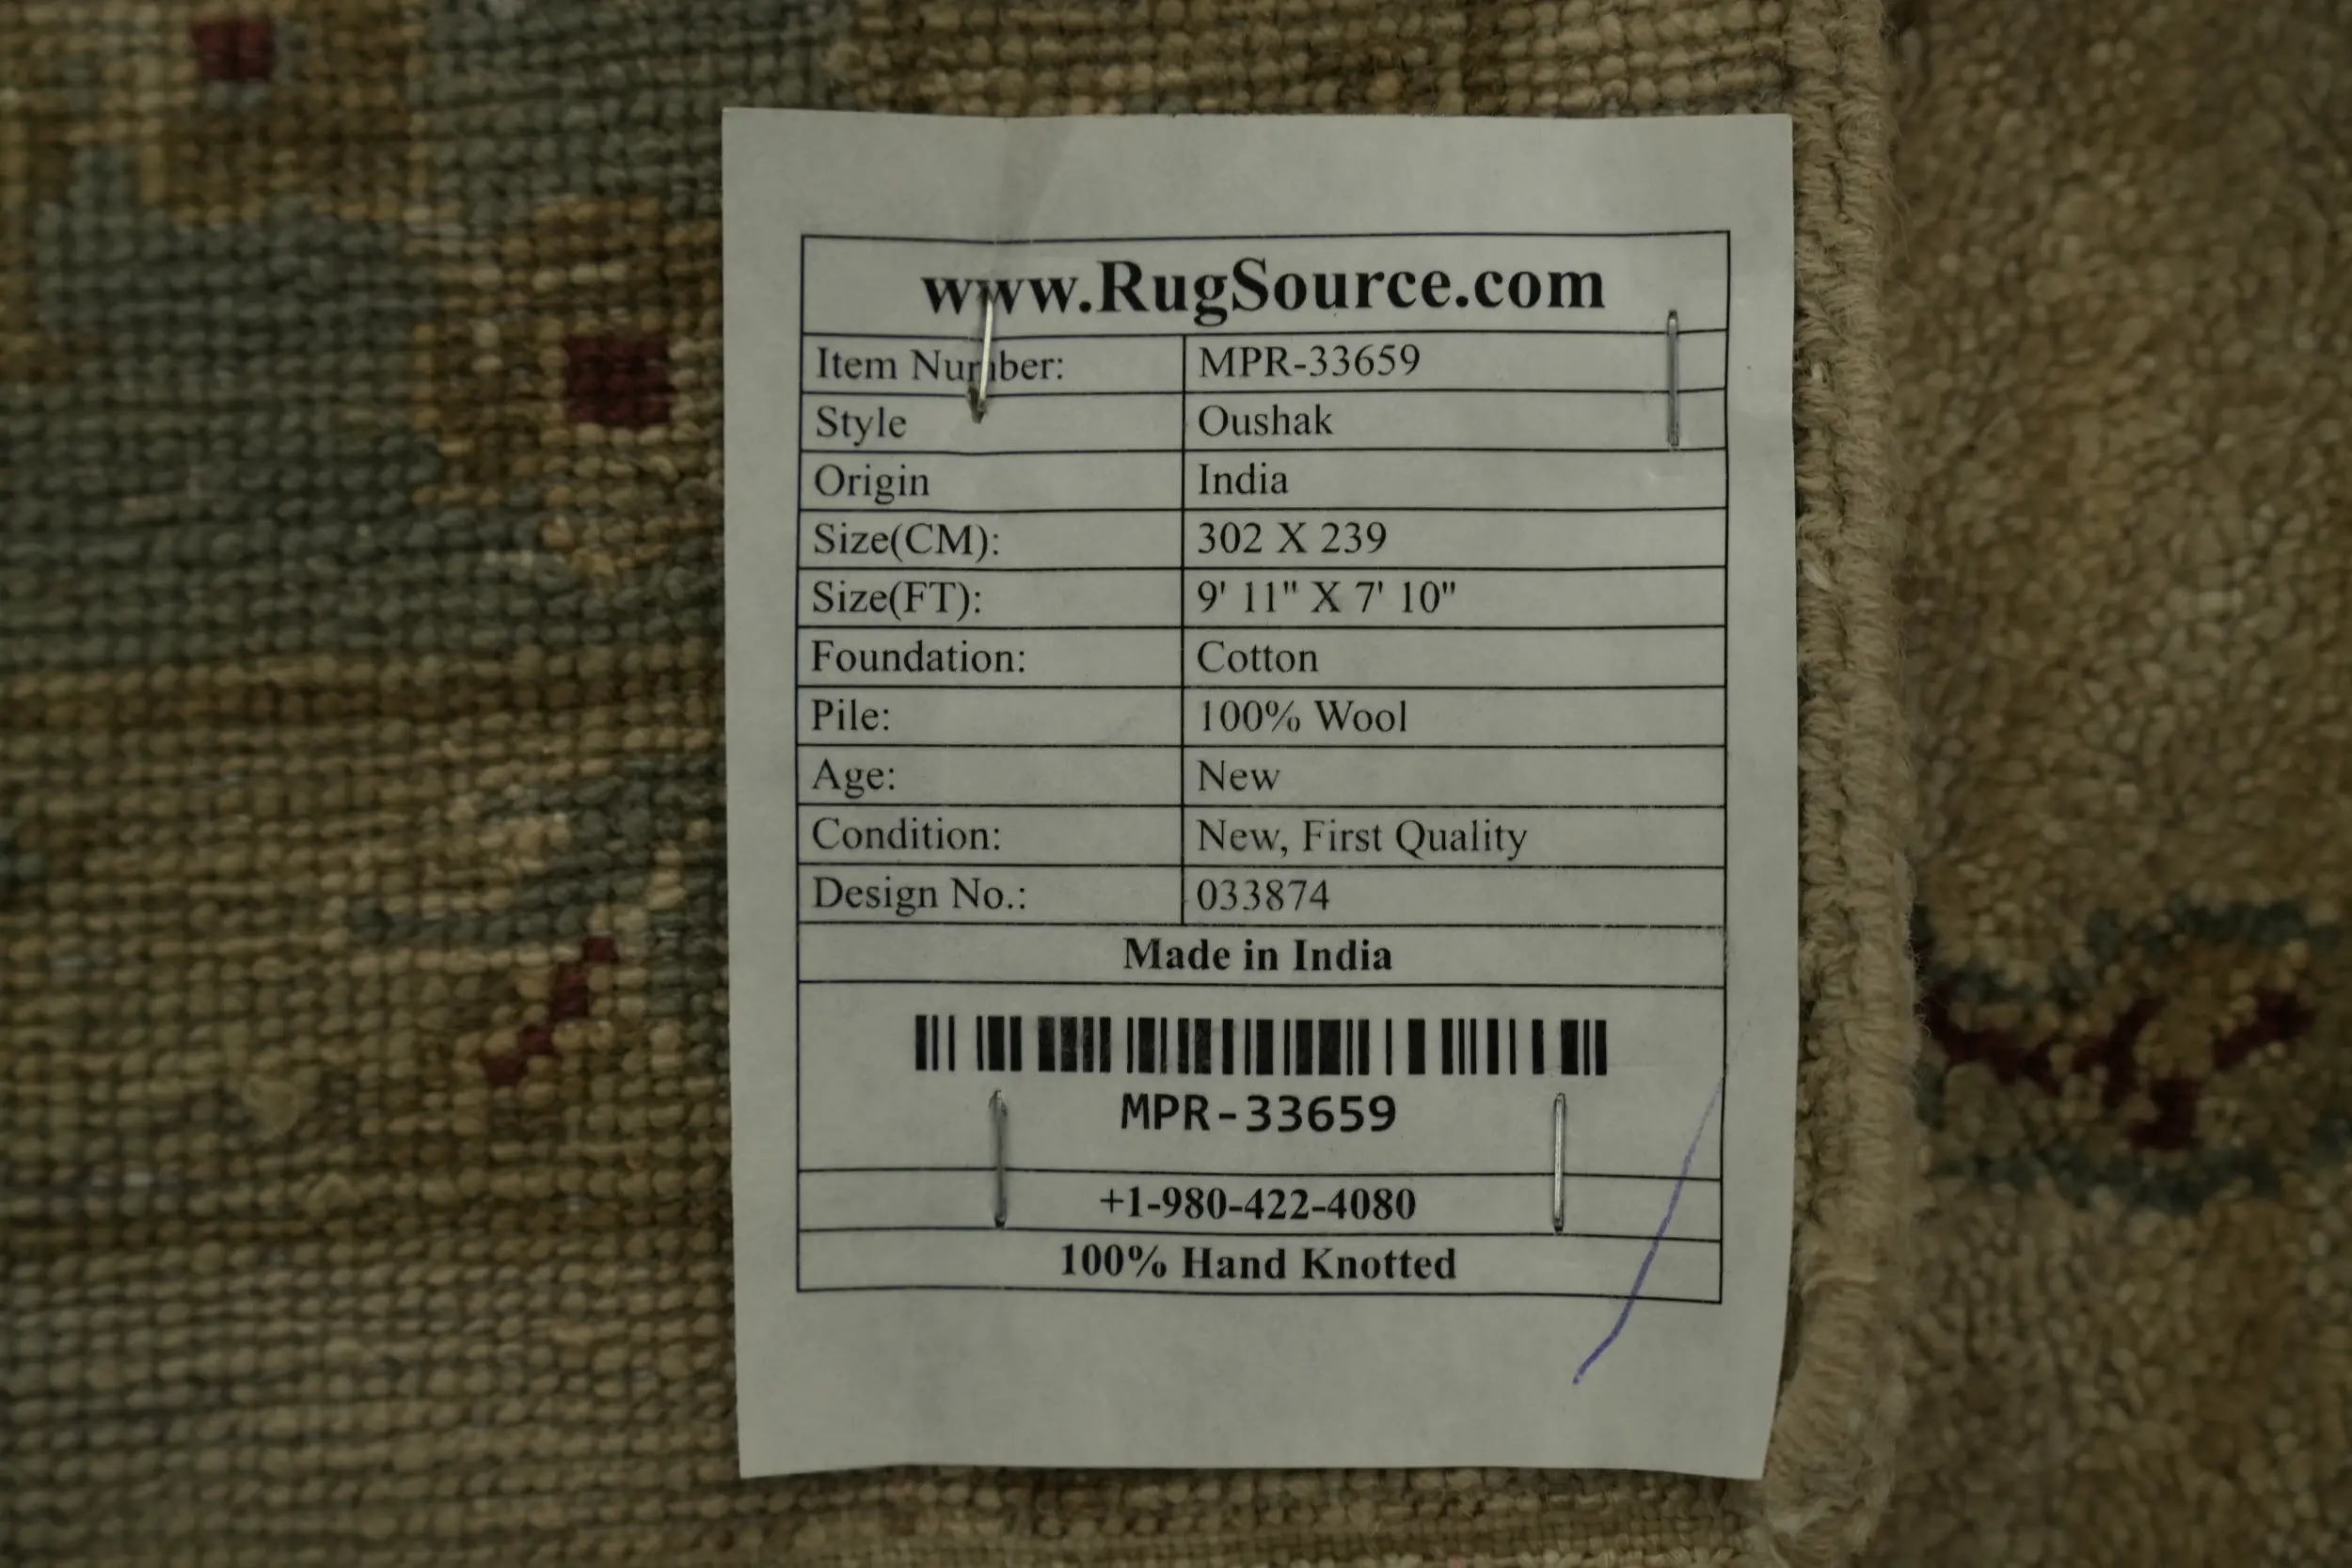 www.RugSource.com
Item Number: MPR-33659
Style Oushak
Origin India
Size(CM): 302 X 239
Size(FT): 9' 11" X 7' 10"
Foundation: Cotton
Pile: 100% Wool
Age: New
Condition: New, First Quality
Design No.: 033874
Made in India
MPR-33659
+1-980-422-4080
100% Hand Knotted